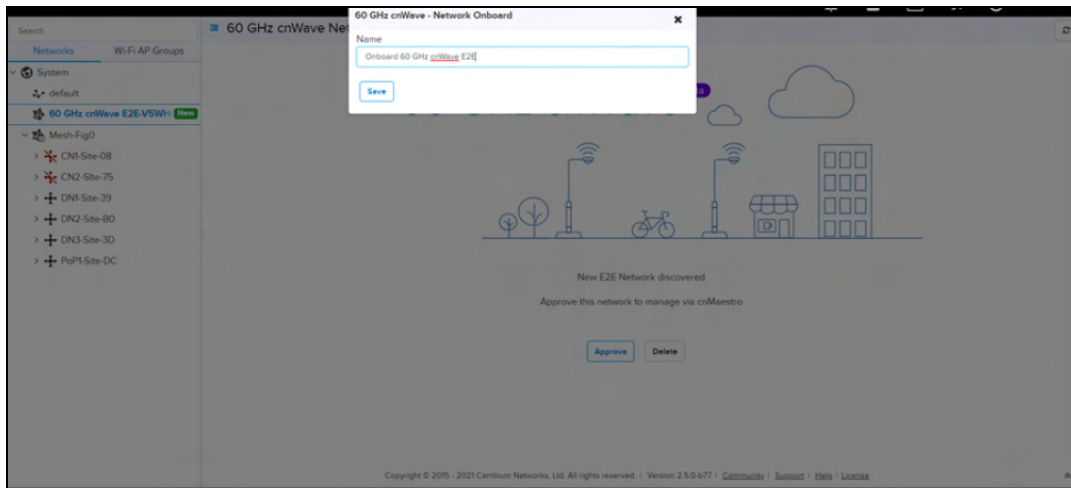 60 GHz cnWave - Network Onboard
Name
Onboard 60 GHz cnWave E2E
Save
Search
Networks Wi-Fi AP Groups
System
default
60 GHz cnWave E2E-V5WH New
Mesh-Fig0
CN1-Site-08
CN2-Site-75
DN1-Site-39
DN2-Site-B0
DN3-Site-3D
PoP1-Site-DC
60 GHz cnWave Net
New E2E Network discovered
Approve this network to manage via cnMaestro
Approve Delete
Copyright © 2015 - 2021 Cambium Networks, Ltd. All rights reserved. | Version 2.5.0-b77 | Community | Support | Help | License